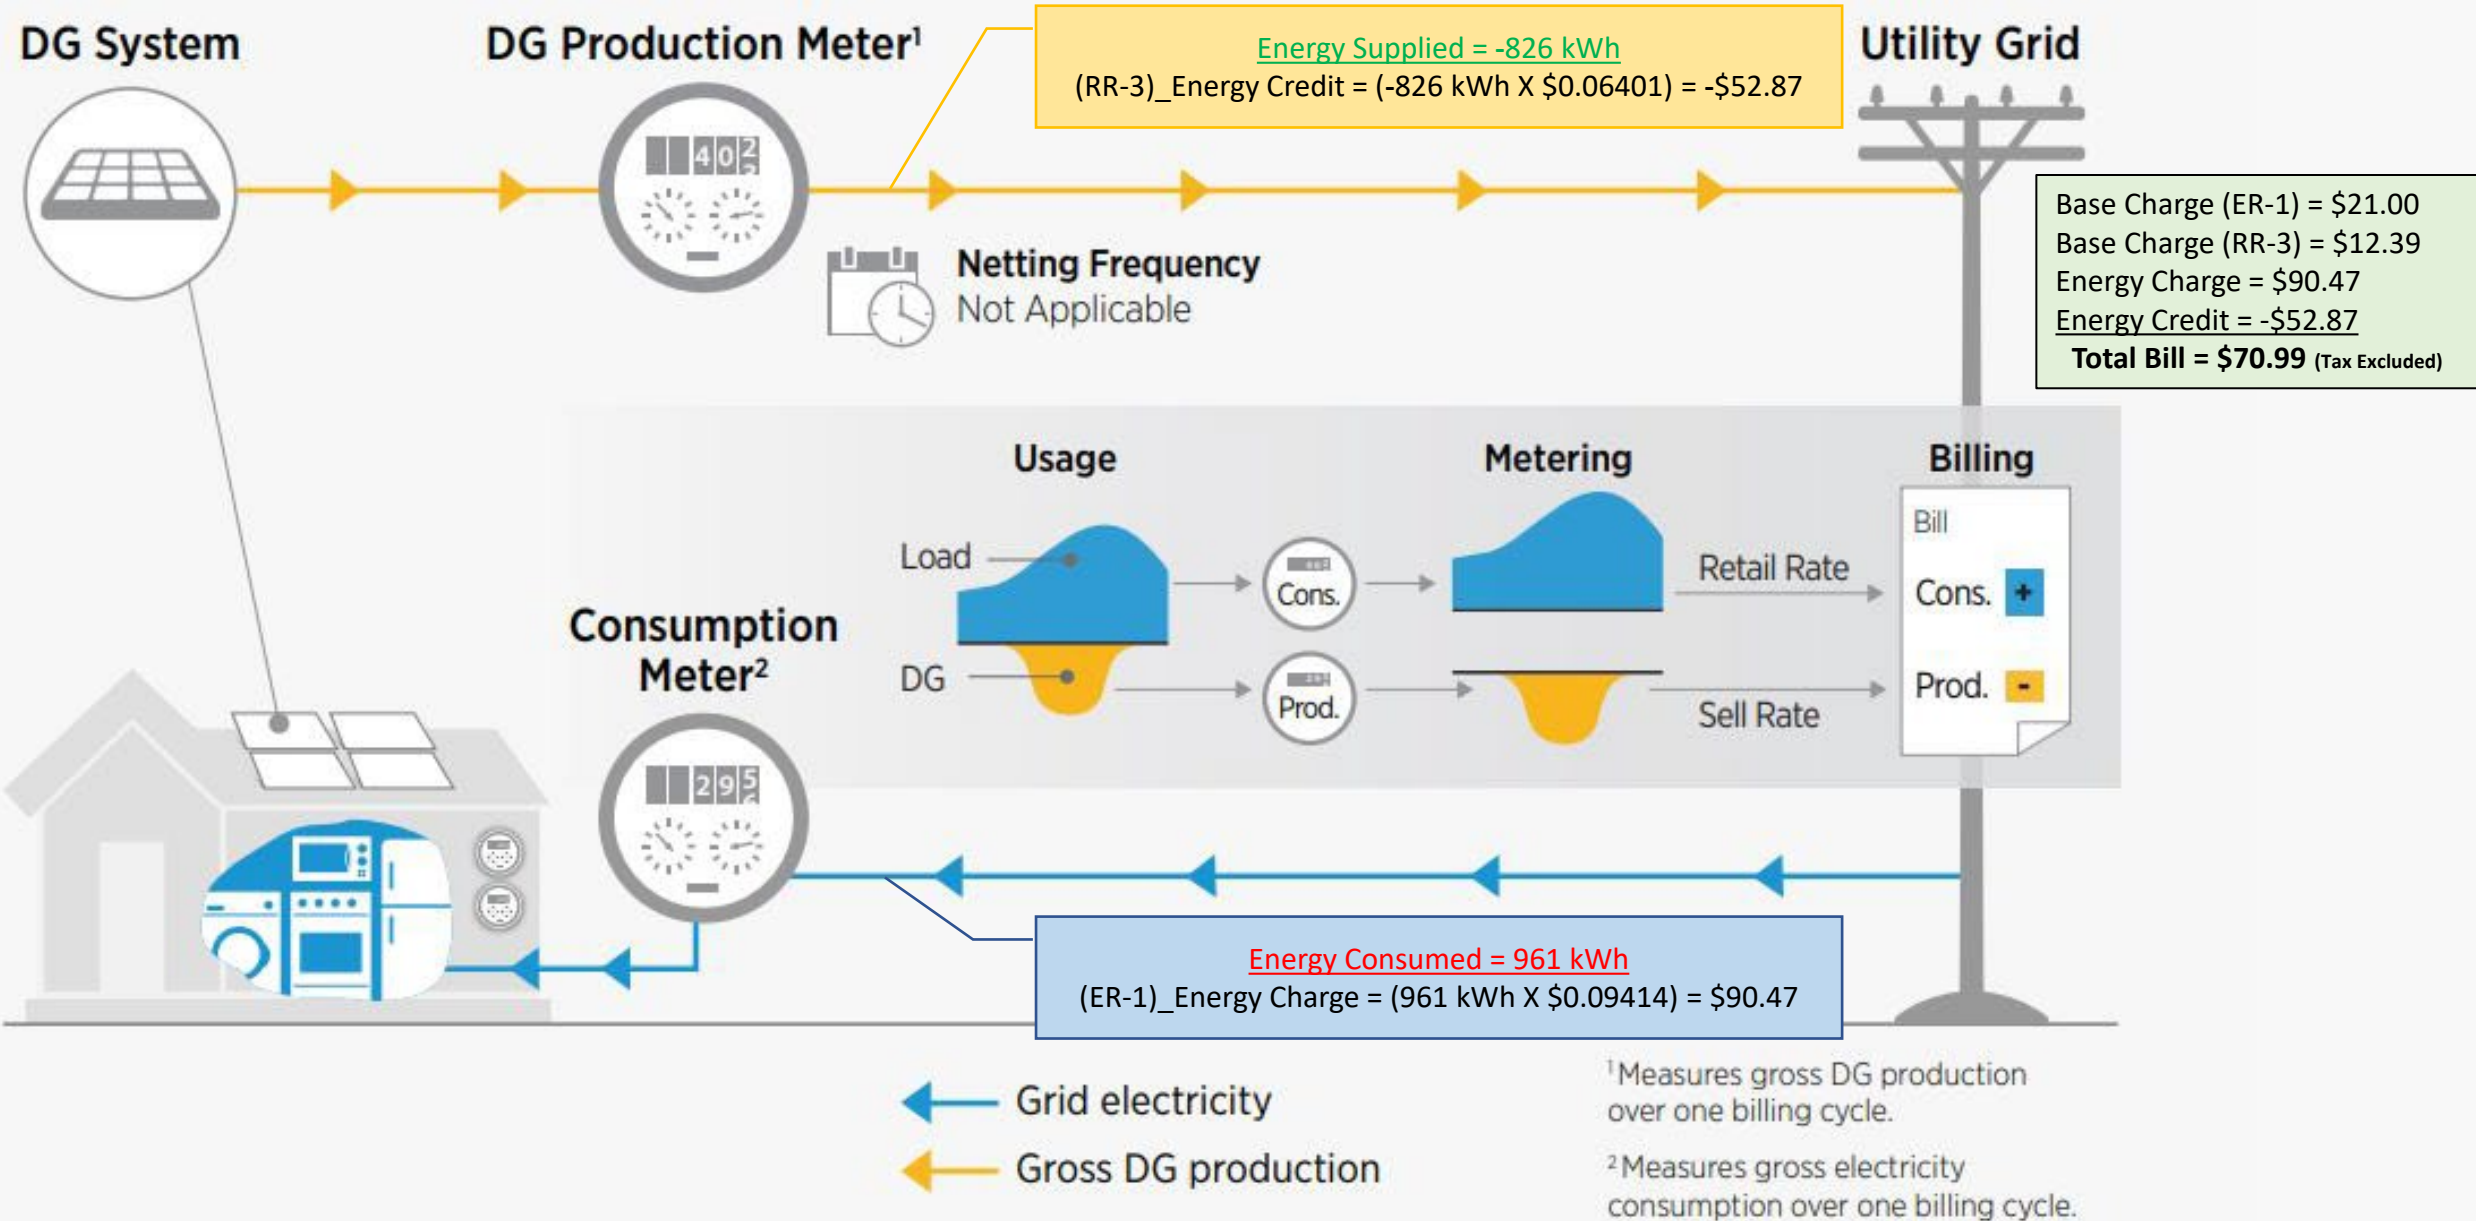 DG System
DG Production Meter¹
Energy Supplied = -826 kWh
(RR-3)_Energy Credit = (-826 kWh X $0.06401) = -$52.87
Utility Grid
402
Netting Frequency
Not Applicable
Base Charge (ER-1) = $21.00
Base Charge (RR-3) = $12.39
Energy Charge = $90.47
Energy Credit = -$52.87
Total Bill = $70.99 (Tax Excluded)
Usage
Metering
Billing
Load
Cons.
Retail Rate
Bill
Cons. +
DG
Prod.
Sell Rate
Prod. -
Consumption
Meter²
295
Energy Consumed = 961 kWh
(ER-1)_Energy Charge = (961 kWh X $0.09414) = $90.47
Grid electricity
Gross DG production
¹Measures gross DG production
over one billing cycle.
²Measures gross electricity
consumption over one billing cycle.